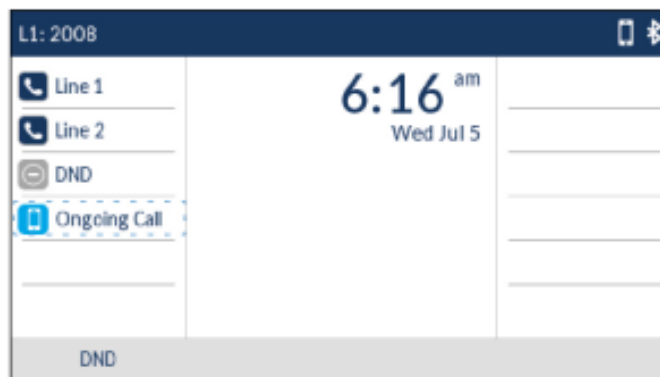 L1: 2008
Line 1
Line 2
DND
Ongoing Call
6:16 am
Wed Jul 5
DND